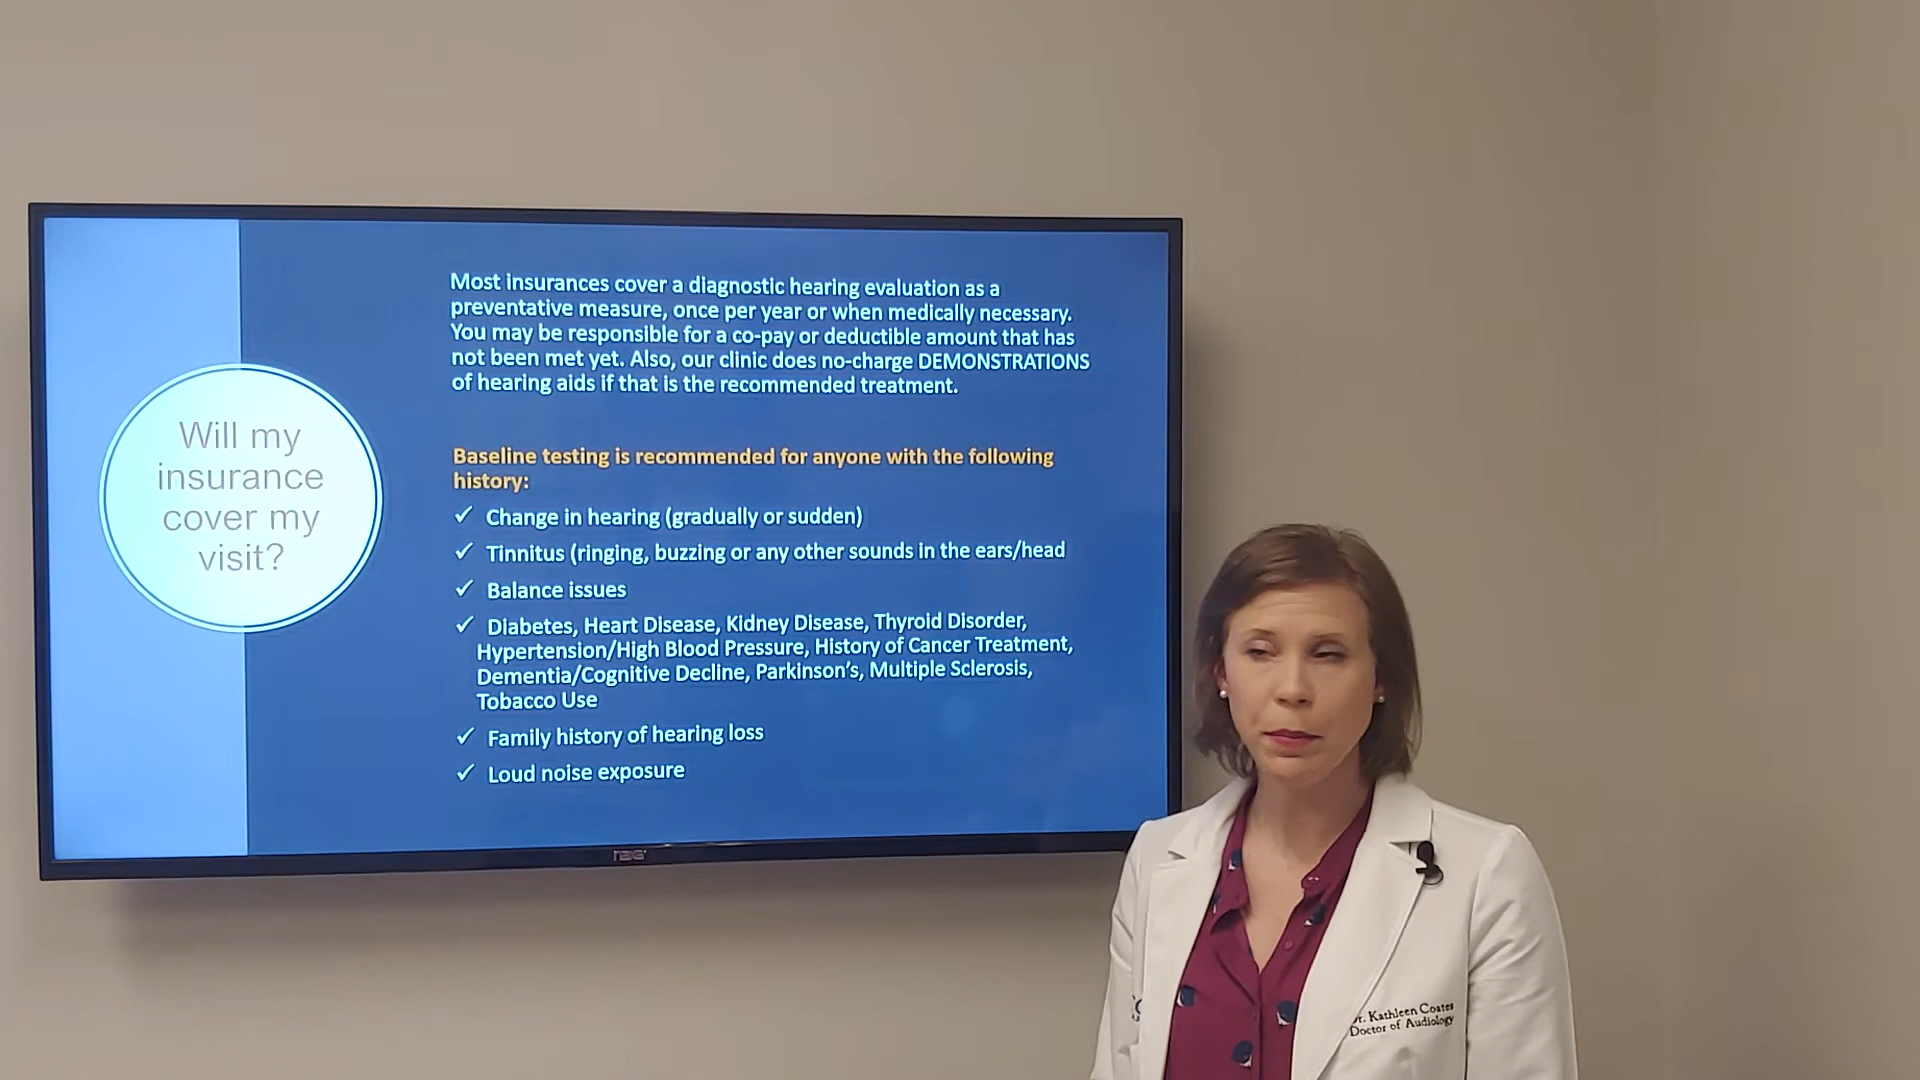 Will my
insurance
cover my
visit?
Most insurances cover a diagnostic hearing evaluation as a
preventative measure, once per year or when medically necessary.
You may be responsible for a co-pay or deductible amount that has
not been met yet. Also, our clinic does no-charge DEMONSTRATIONS
of hearing aids if that is the recommended treatment.
Baseline testing is recommended for anyone with the following
history:
✓ Change in hearing (gradually or sudden)
✓ Tinnitus (ringing, buzzing or any other sounds in the ears/head
✓ Balance issues
✓ Diabetes, Heart Disease, Kidney Disease, Thyroid Disorder,
Hypertension/High Blood Pressure, History of Cancer Treatment,
Dementia/Cognitive Decline, Parkinson’s, Multiple Sclerosis,
Tobacco Use
✓ Family history of hearing loss
✓ Loud noise exposure
Kathleen Coates
Doctor of Audiology